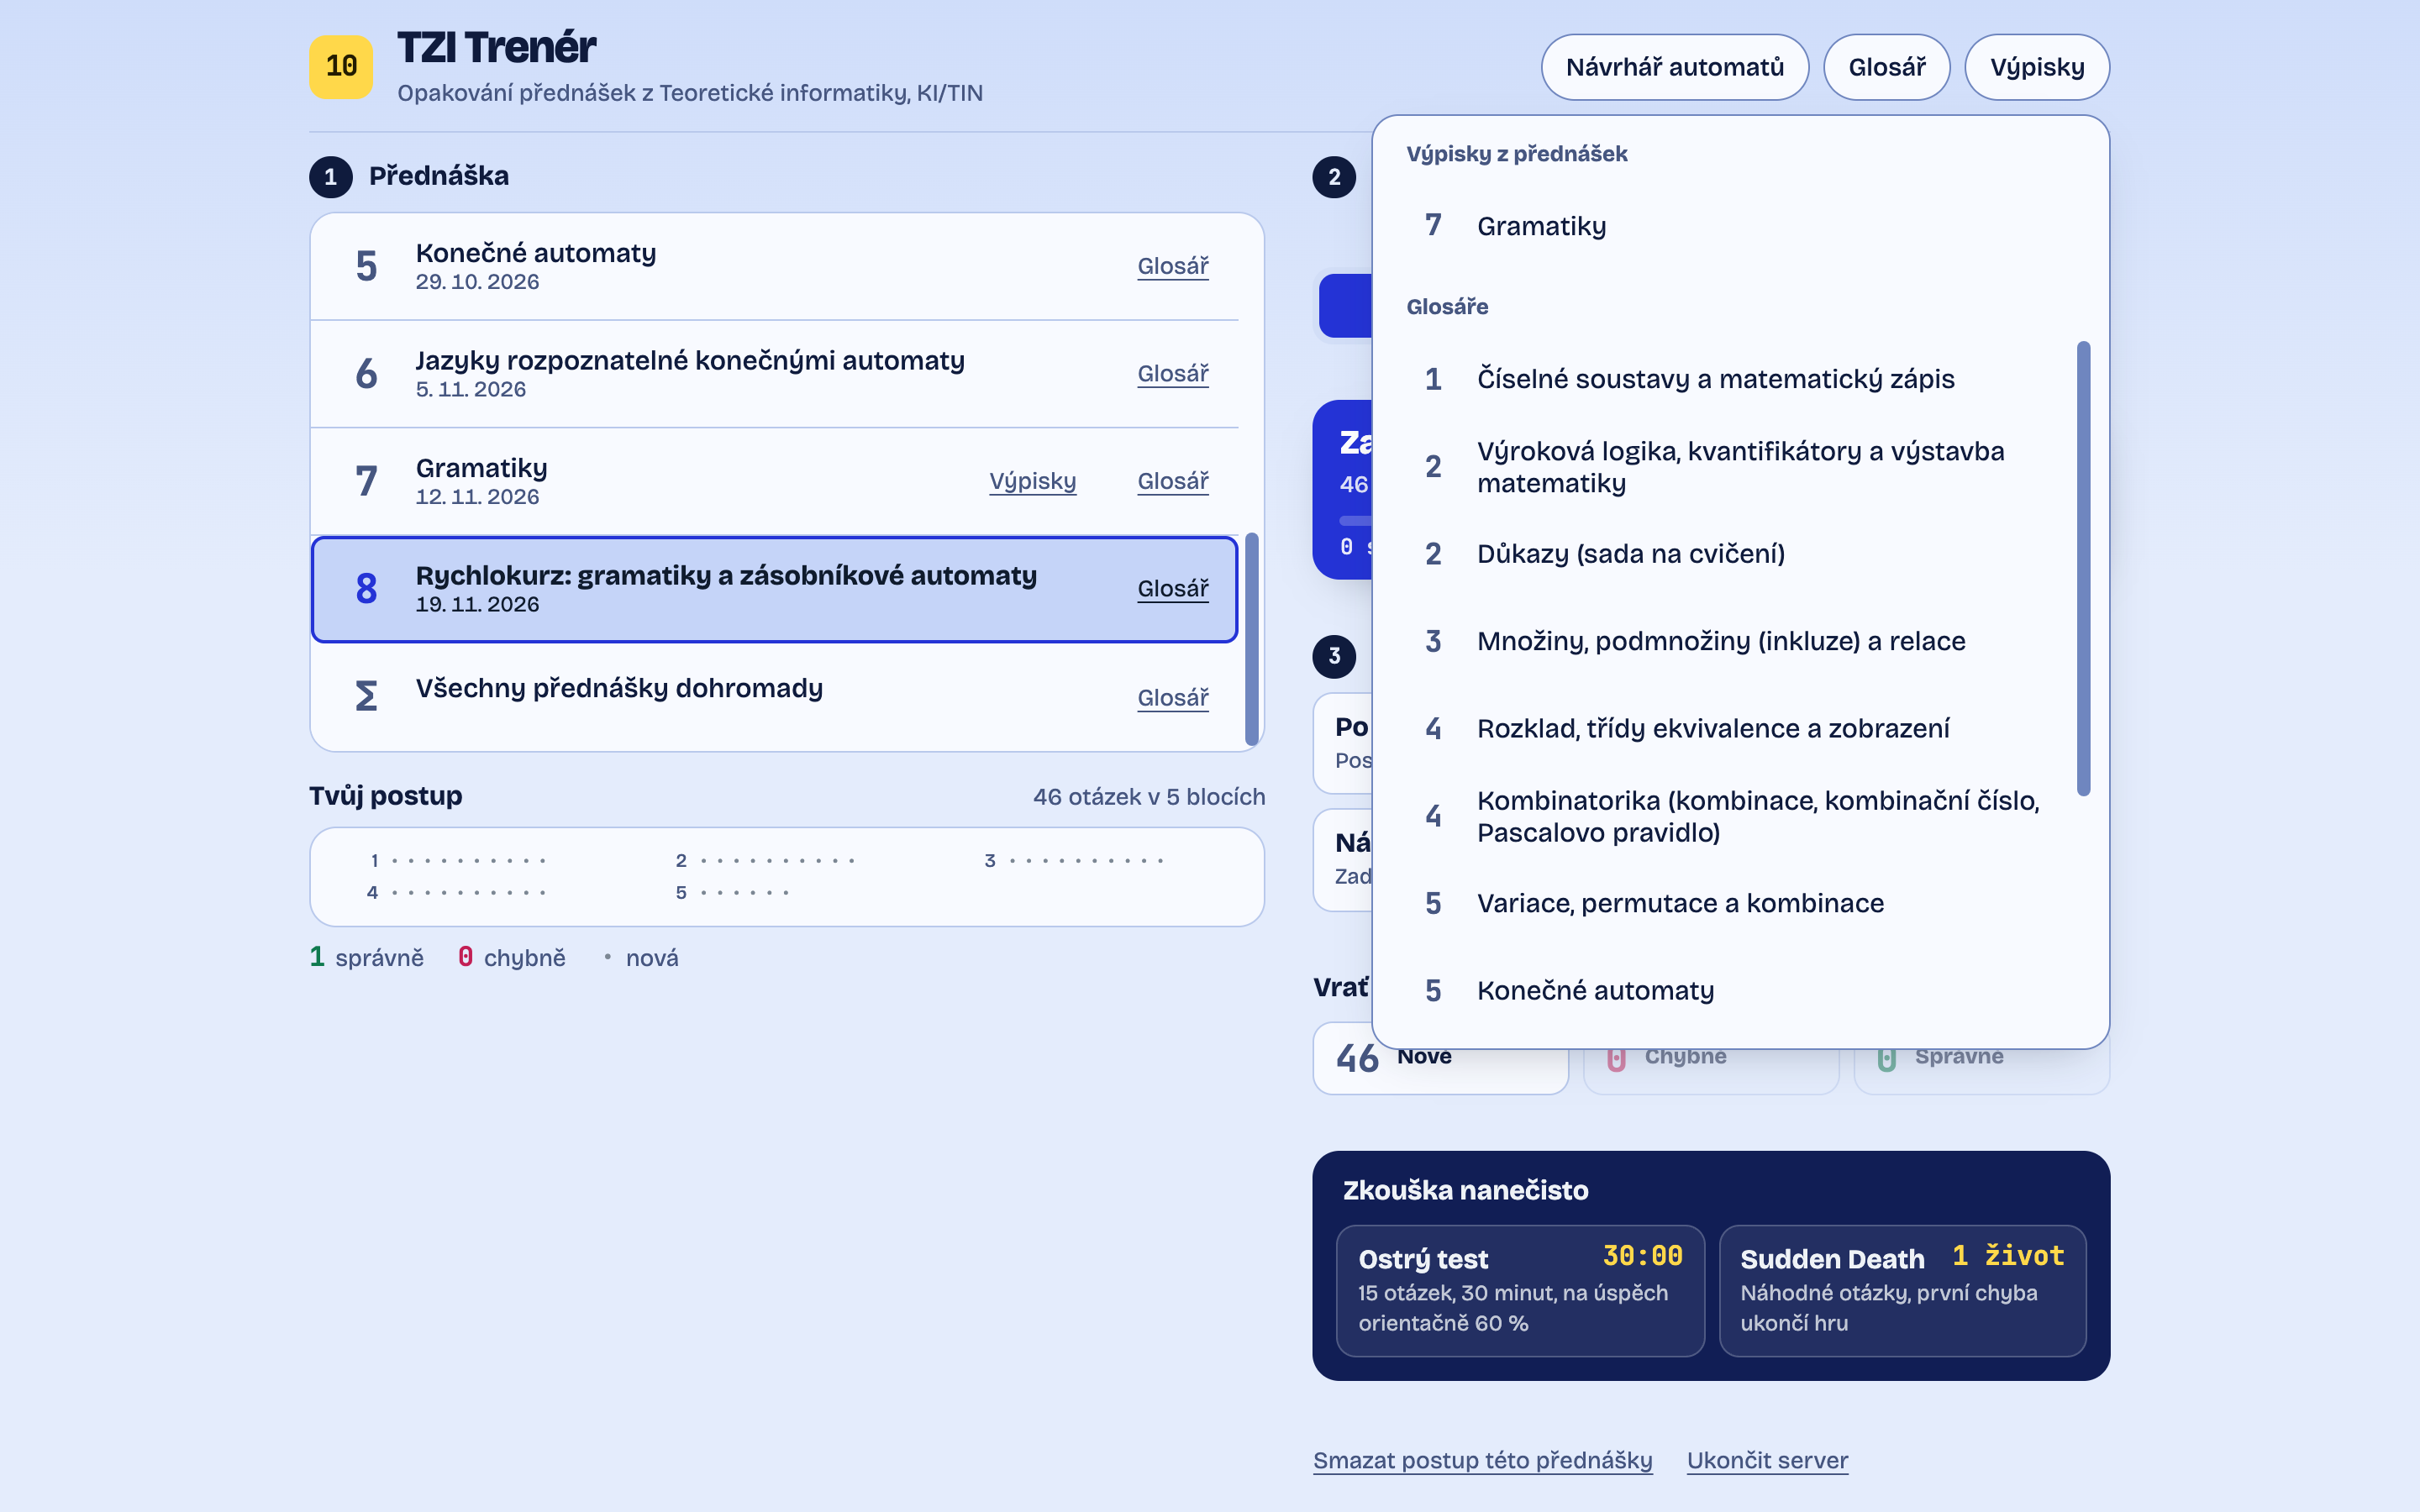 10
TZI Trenér
Opakování přednášek z Teoretické informatiky, KI/TIN
Návrhář automatů
Glosář
Výpisky
1 Přednáška
5 Konečné automaty
29. 10. 2026
Glosář
6 Jazyky rozpoznatelné konečnými automaty
5. 11. 2026
Glosář
7 Gramatiky
12. 11. 2026
Výpisky
Glosář
8 Rychlokurz: gramatiky a zásobníkové automaty
19. 11. 2026
Glosář
Σ Všechny přednášky dohromady
Glosář
Tvůj postup
46 otázek v 5 blocích
1
2
3
4
5
1 správně
0 chybně
nová
2
Za
46
0
3
Po
Pos
Ná
Zad
Vrať
46 Nové
0 Chybné
0 Správné
Výpisky z přednášek
7 Gramatiky
Glosáře
1 Číselné soustavy a matematický zápis
2 Výroková logika, kvantifikátory a výstavba
matematiky
2 Důkazy (sada na cvičení)
3 Množiny, podmnožiny (inkluze) a relace
4 Rozklad, třídy ekvivalence a zobrazení
4 Kombinatorika (kombinace, kombinační číslo,
Pascalovo pravidlo)
5 Variace, permutace a kombinace
5 Konečné automaty
Zkouška nanečisto
Ostrý test 30:00
15 otázek, 30 minut, na úspěch
orientačně 60 %
Sudden Death 1 život
Náhodné otázky, první chyba
ukončí hru
Smazat postup této přednášky
Ukončit server